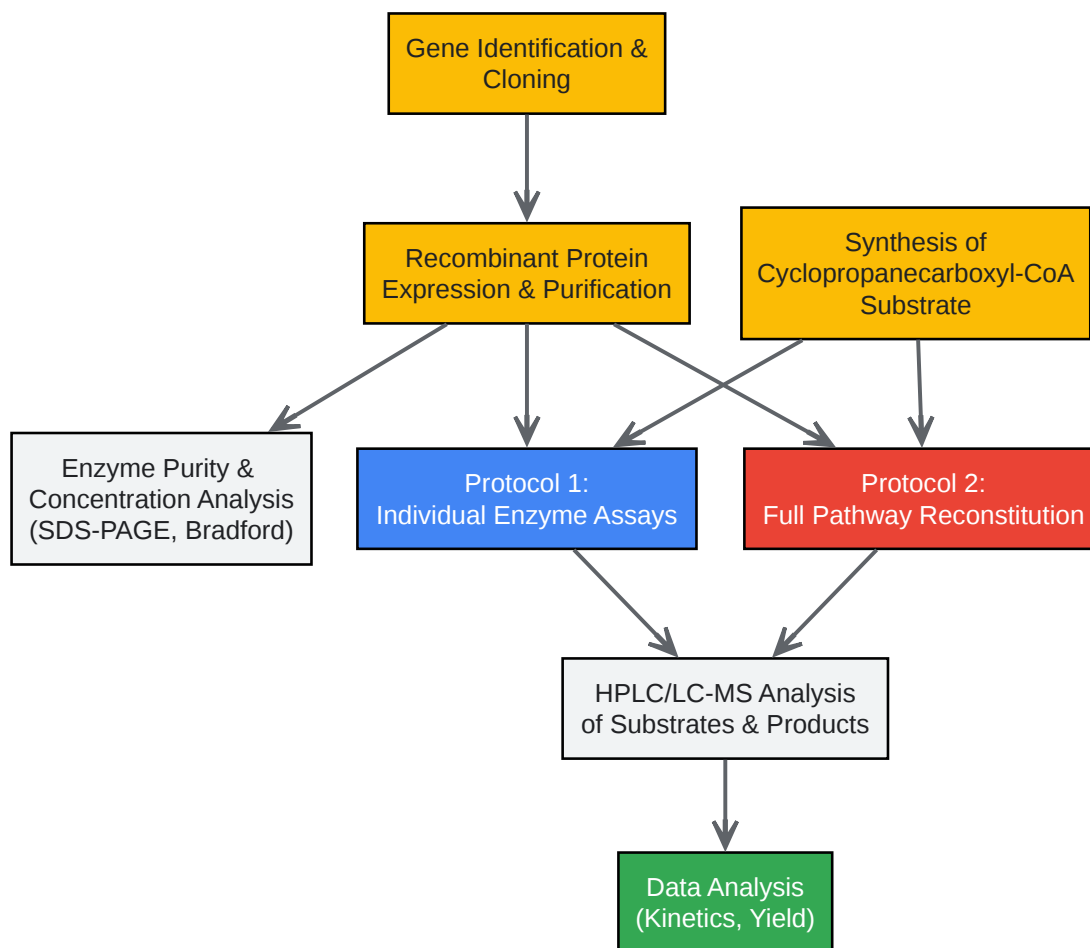 Gene Identification &
Cloning
Recombinant Protein
Expression & Purification
Synthesis of
Cyclopropanecarboxyl-CoA
Substrate
Enzyme Purity &
Concentration Analysis
(SDS-PAGE, Bradford)
Protocol 1:
Individual Enzyme Assays
Protocol 2:
Full Pathway Reconstitution
HPLC/LC-MS Analysis
of Substrates & Products
Data Analysis
(Kinetics, Yield)